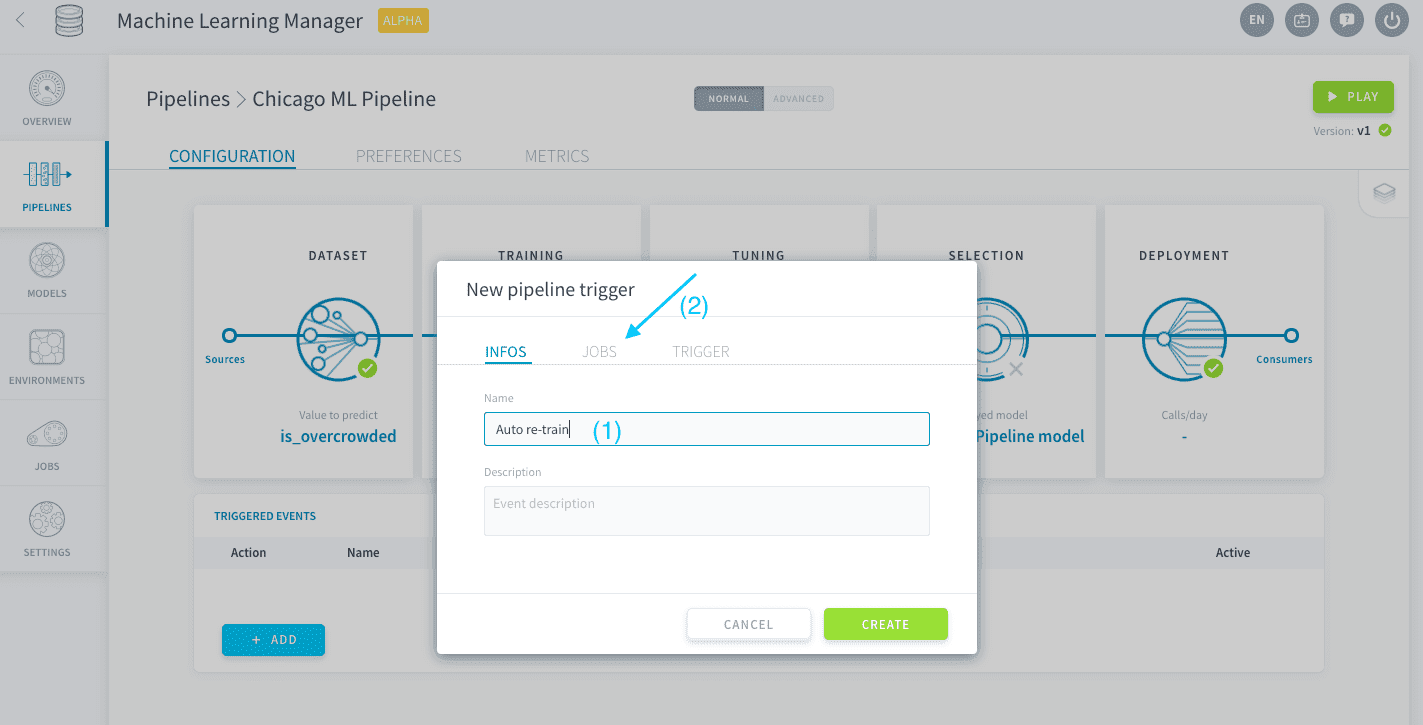 Machine Learning Manager ALPHA EN
OVERVIEW
PIPELINES
MODELS
ENVIRONMENTS
JOBS
SETTINGS
Pipelines > Chicago ML Pipeline
NORMAL ADVANCED
PLAY
Version: v1
CONFIGURATION PREFERENCES METRICS
DATASET TRAINING TUNING SELECTION DEPLOYMENT
Sources
Consumers
Value to predict
is_overcrowded
model
Pipeline model
Calls/day
-
New pipeline trigger
(2)
INFOS JOBS TRIGGER
Name
Auto re-train (1)
Description
Event description
CANCEL CREATE
TRIGGERED EVENTS
Action Name Active
+ ADD